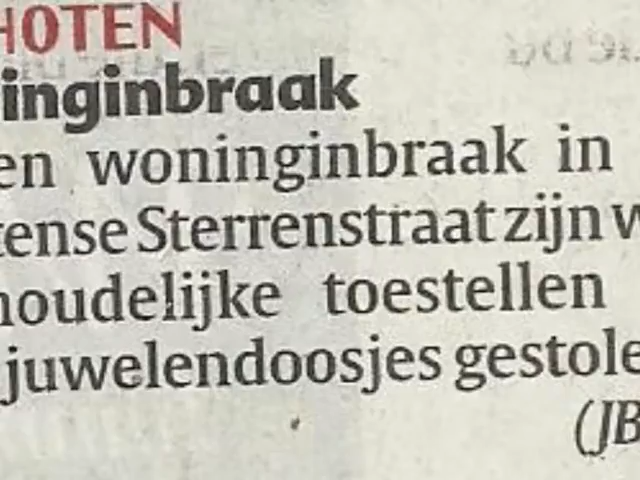 HOTEN
inginbraak
en woninginbraak in
tense Sterrenstraat zijn w
houdelijke toestellen
juwelendoosjes gestole
(JB